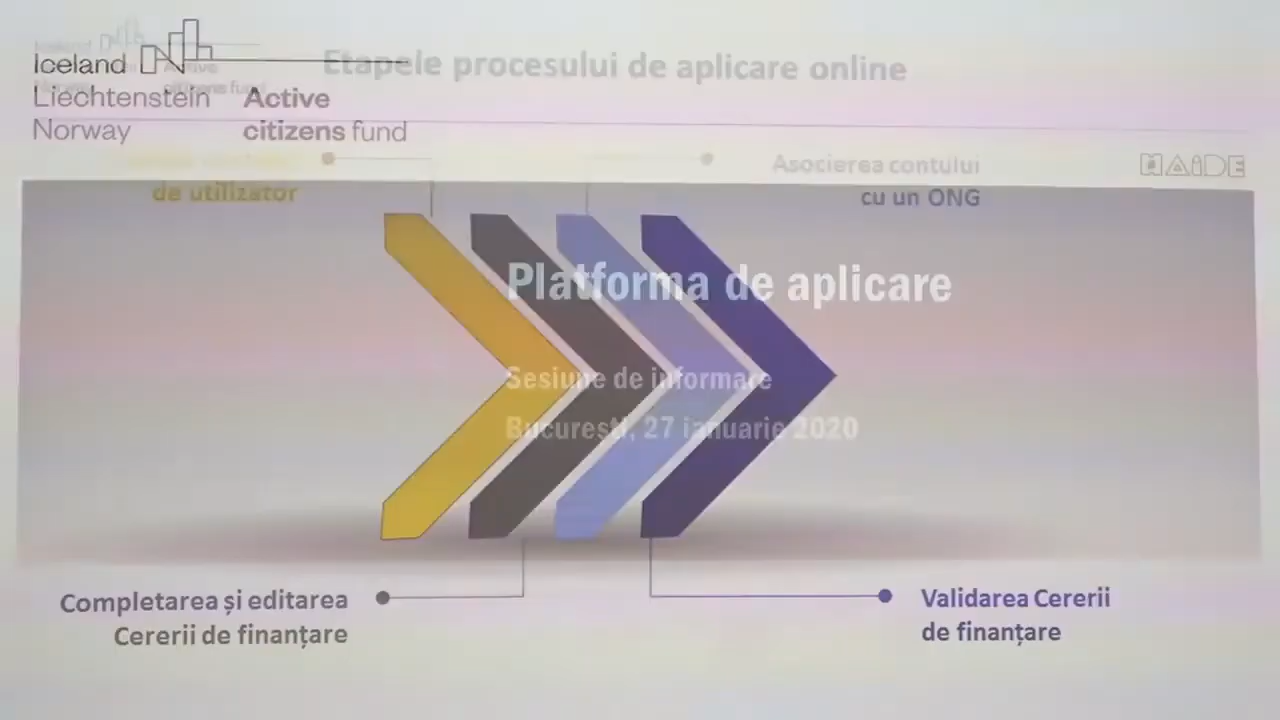 Iceland
Liechtenstein
Norway
Active
citizens fund
Etapele procesului de aplicare online
de utilizator
Asocierea contului
cu un ONG
HAIDE
Platforma de aplicare
Sesiune de informare
București, 27 ianuarie 2020
Completarea și editarea
Cererii de finanțare
Validarea Cererii
de finanțare